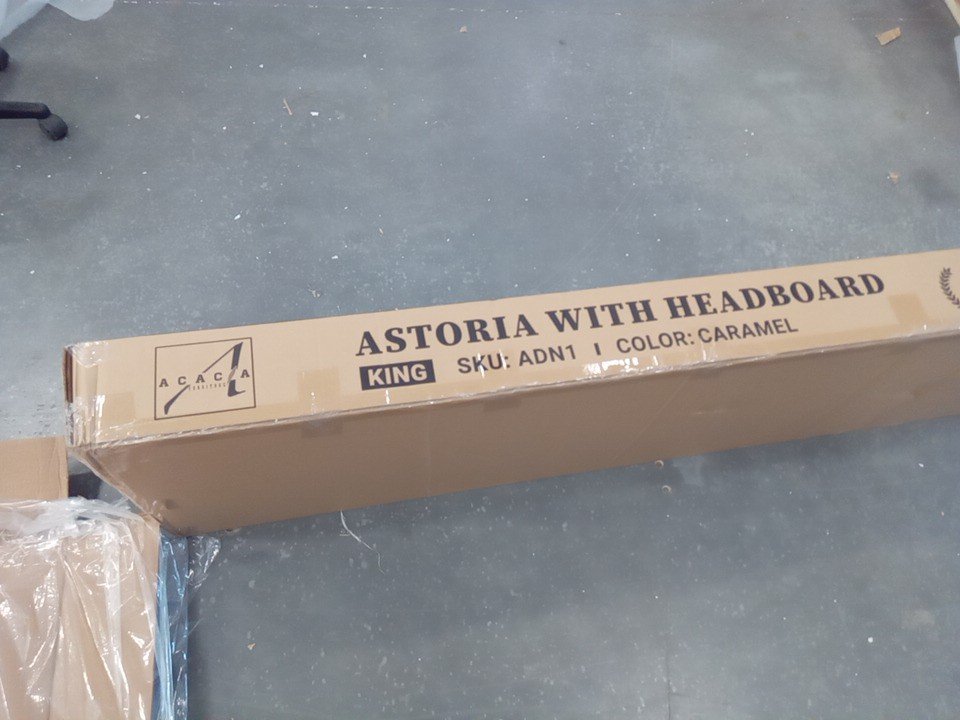 ACACIA
ASTORIA WITH HEADBOARD
KING SKU: ADN1 | COLOR: CARAMEL